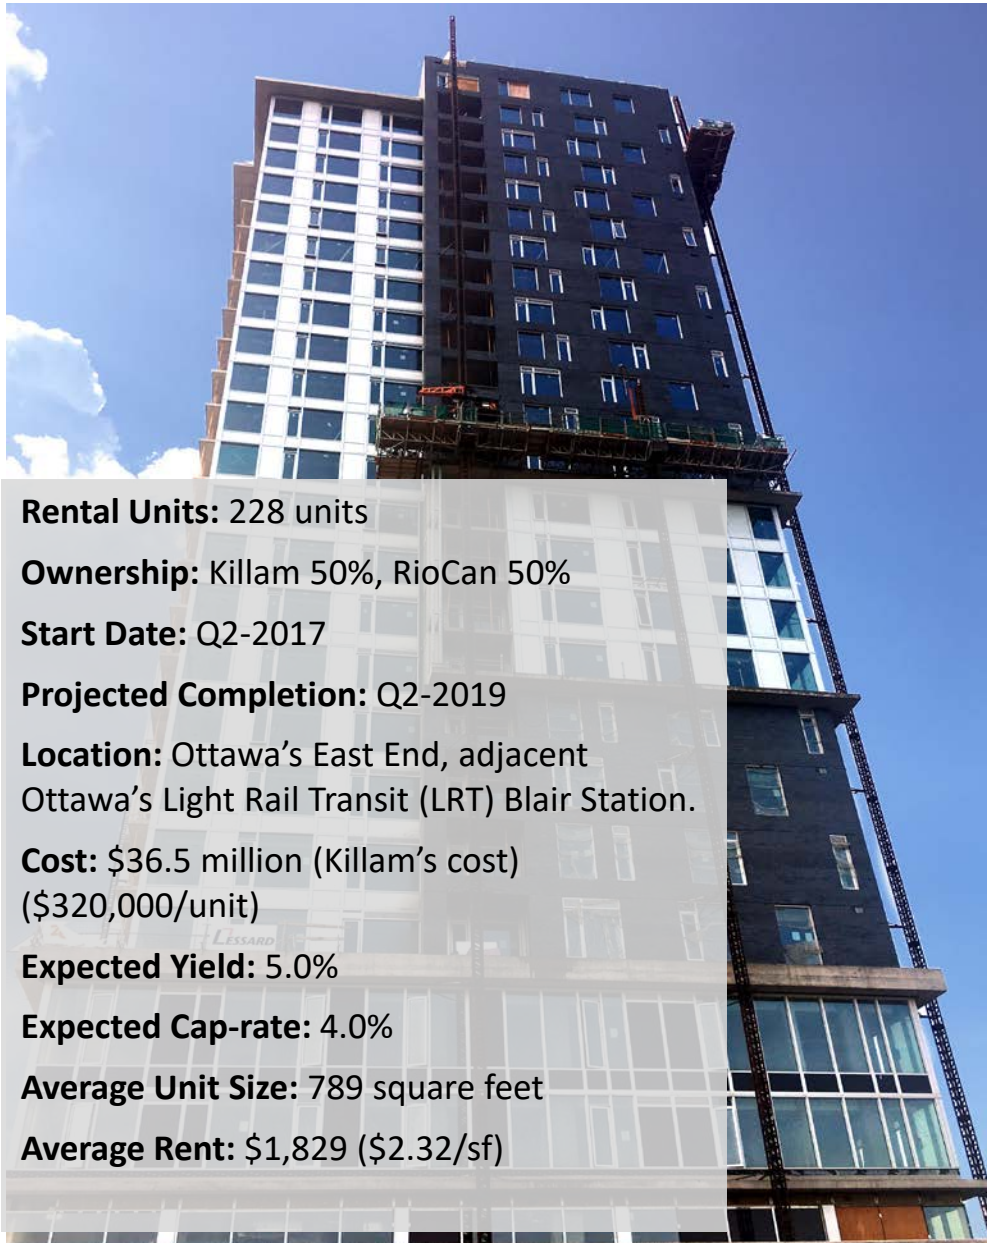 Rental Units: 228 units
Ownership: Killam 50%, RioCan 50%
Start Date: Q2-2017
Projected Completion: Q2-2019
Location: Ottawa’s East End, adjacent
Ottawa’s Light Rail Transit (LRT) Blair Station.
Cost: $36.5 million (Killam’s cost)
($320,000/unit)
LESSARD
Expected Yield: 5.0%
Expected Cap-rate: 4.0%
Average Unit Size: 789 square feet
Average Rent: $1,829 ($2.32/sf)